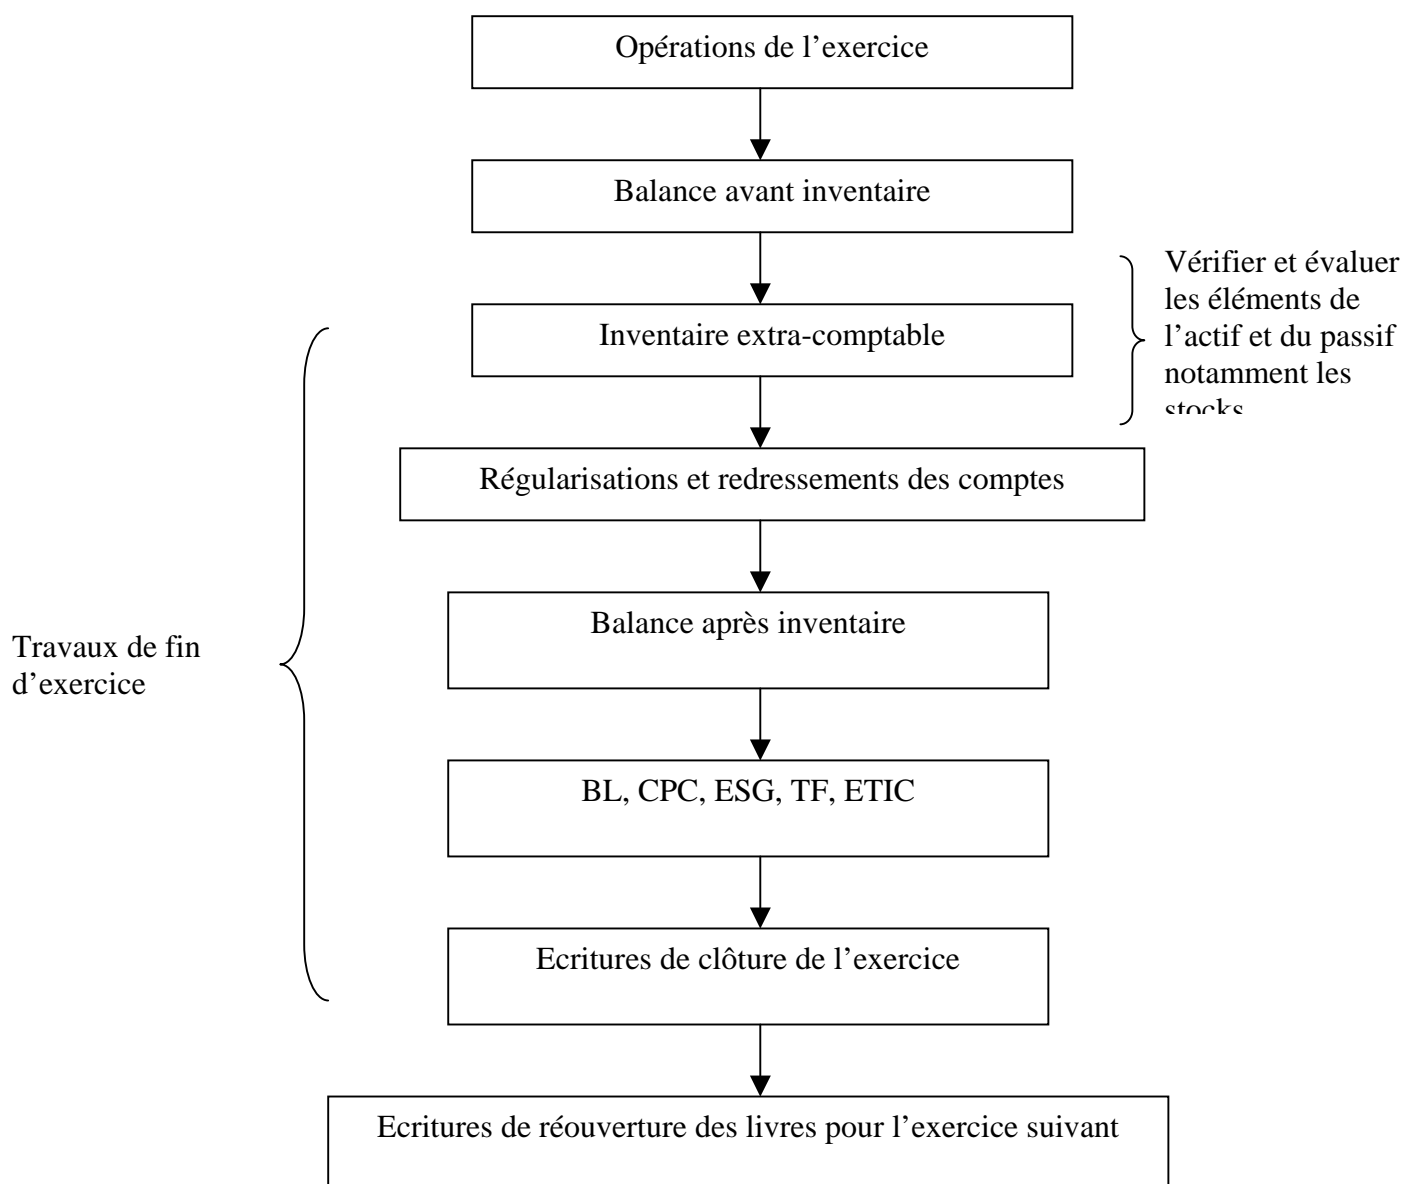 Opérations de l’exercice
Balance avant inventaire
Vérifier et évaluer
les éléments de
l’actif et du passif
notamment les
stocks
Inventaire extra-comptable
Régularisations et redressements des comptes
Balance après inventaire
Travaux de fin
d’exercice
BL, CPC, ESG, TF, ETIC
Ecritures de clôture de l’exercice
Ecritures de réouverture des livres pour l’exercice suivant